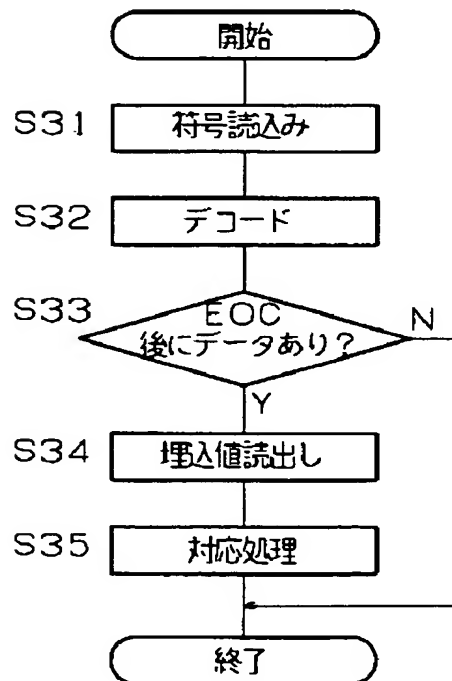 開始
S31 符号読込み
S32 デコード
S33 EOC
後にデータあり?
N
Y
S34 埋込値読出し
S35 対応処理
終了